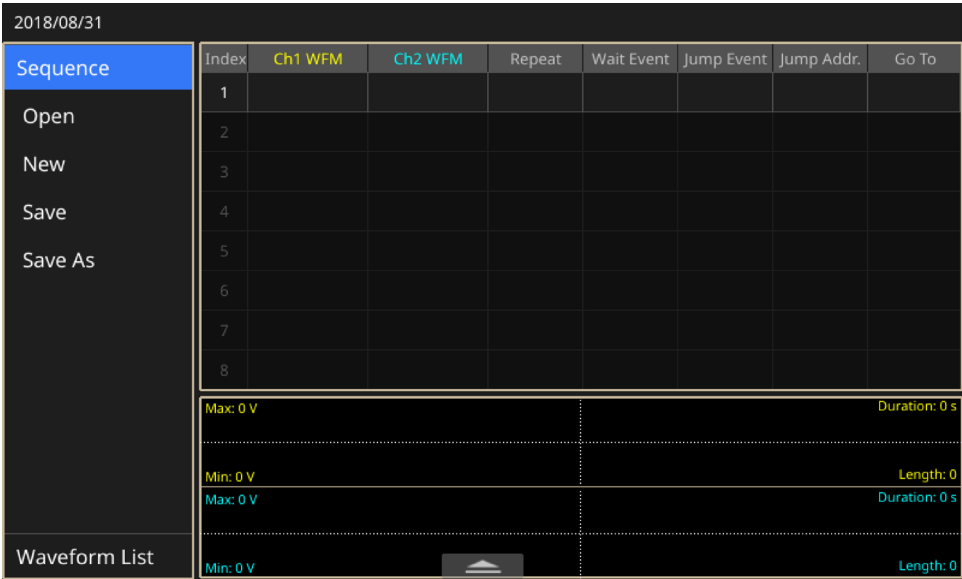 2018/08/31
Sequence
Open
New
Save
Save As
Waveform List
Index Ch1 WFM Ch2 WFM Repeat Wait Event Jump Event Jump Addr. Go To
1
2
3
4
5
6
7
8
Max: 0 V Duration: 0 s
Min: 0 V Length: 0
Max: 0 V Duration: 0 s
Min: 0 V Length: 0